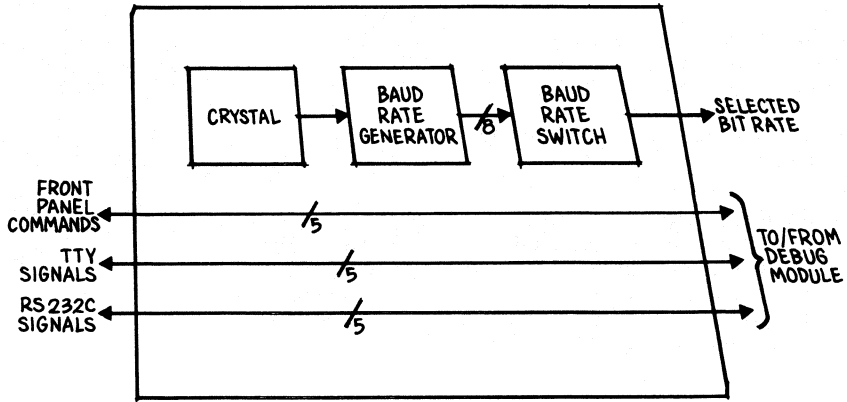 CRYSTAL
BAUD
RATE
GENERATOR
8
BAUD
RATE
SWITCH
SELECTED
BIT RATE
FRONT
PANEL
COMMANDS
5
TTY
SIGNALS
5
RS232C
SIGNALS
5
TO/FROM
DEBUG
MODULE